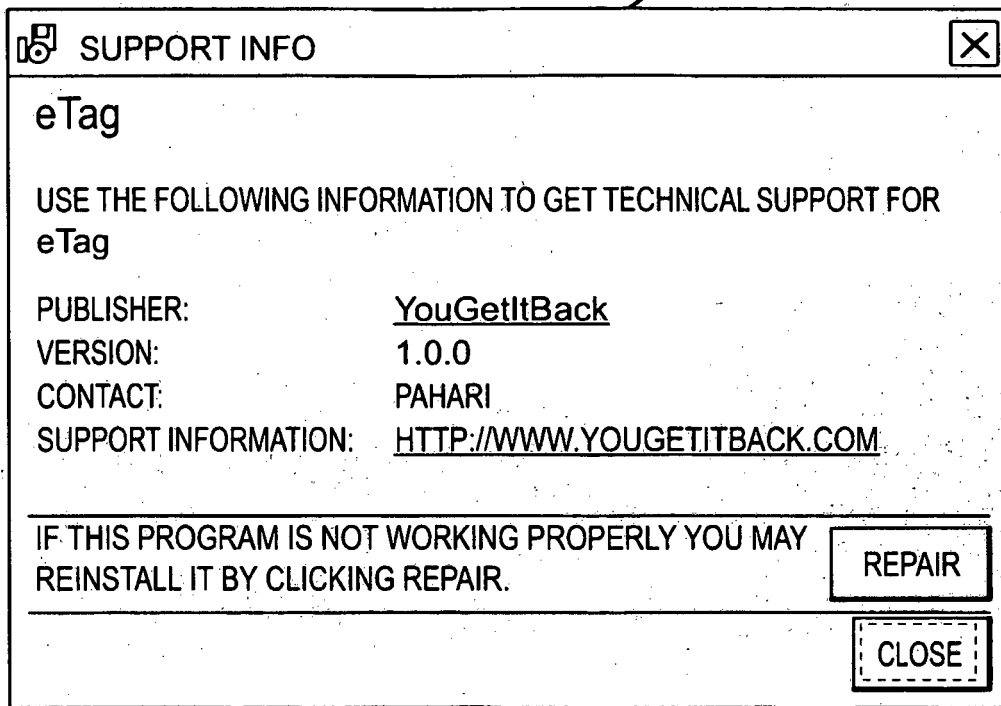 SUPPORT INFO
eTag
USE THE FOLLOWING INFORMATION TO GET TECHNICAL SUPPORT FOR
eTag
PUBLISHER: YouGetItBack
VERSION: 1.0.0
CONTACT: PAHARI
SUPPORT INFORMATION: HTTP://WWW.YOUGETITBACK.COM
IF THIS PROGRAM IS NOT WORKING PROPERLY YOU MAY
REINSTALL IT BY CLICKING REPAIR.
REPAIR
CLOSE